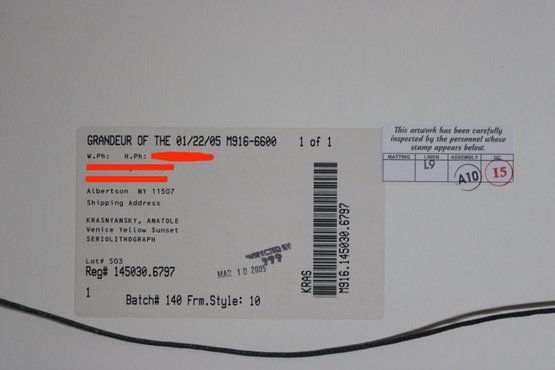 GRANDEUR OF THE 01/22/05 M916-6600 1 of 1
W.Ph: H.Ph:
Albertson NY 11507
Shipping Address
KRASNYANSKY, ANATOLE
Venice Yellow Sunset
SERIOLITHOGRAPH
Lot# 503
Reg# 145030.6797
1
Batch# 140 Frm.Style: 10
INSPECTED BY
999
MAR 10 2005
KRAS
M916.145030.6797
This artwork has been carefully
inspected by the personnel whose
stamp appears below.
MATTING LINER ASSEMBLY QC
L9 A10 15